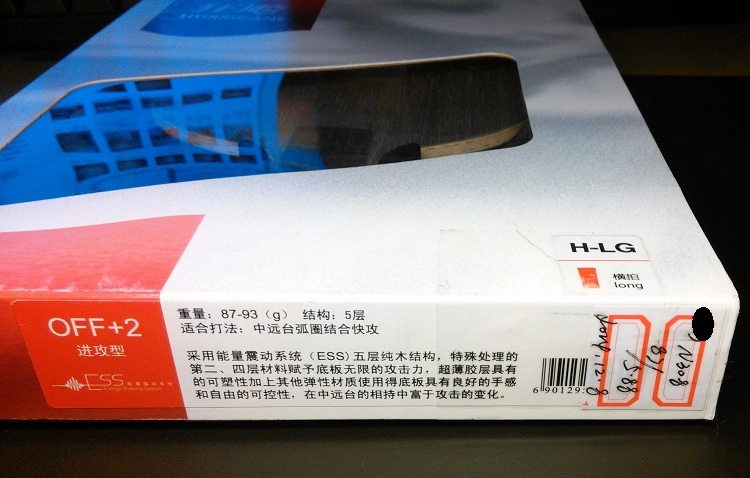 HURRICANE
H-LG
横拍
long
OFF+2
进攻型
ESS
重量：87-93（g） 结构：5层
适合打法：中远台弧圈结合快攻
采用能量震动系统（ESS）五层纯木结构，特殊处理的
第二、四层材料赋予底板无限的攻击力，超薄胶层具有
的可塑性加上其他弹性材质使用得底板具有良好的手感
和自由的可控性，在中远台的相持中富于攻击的变化。
6 90129